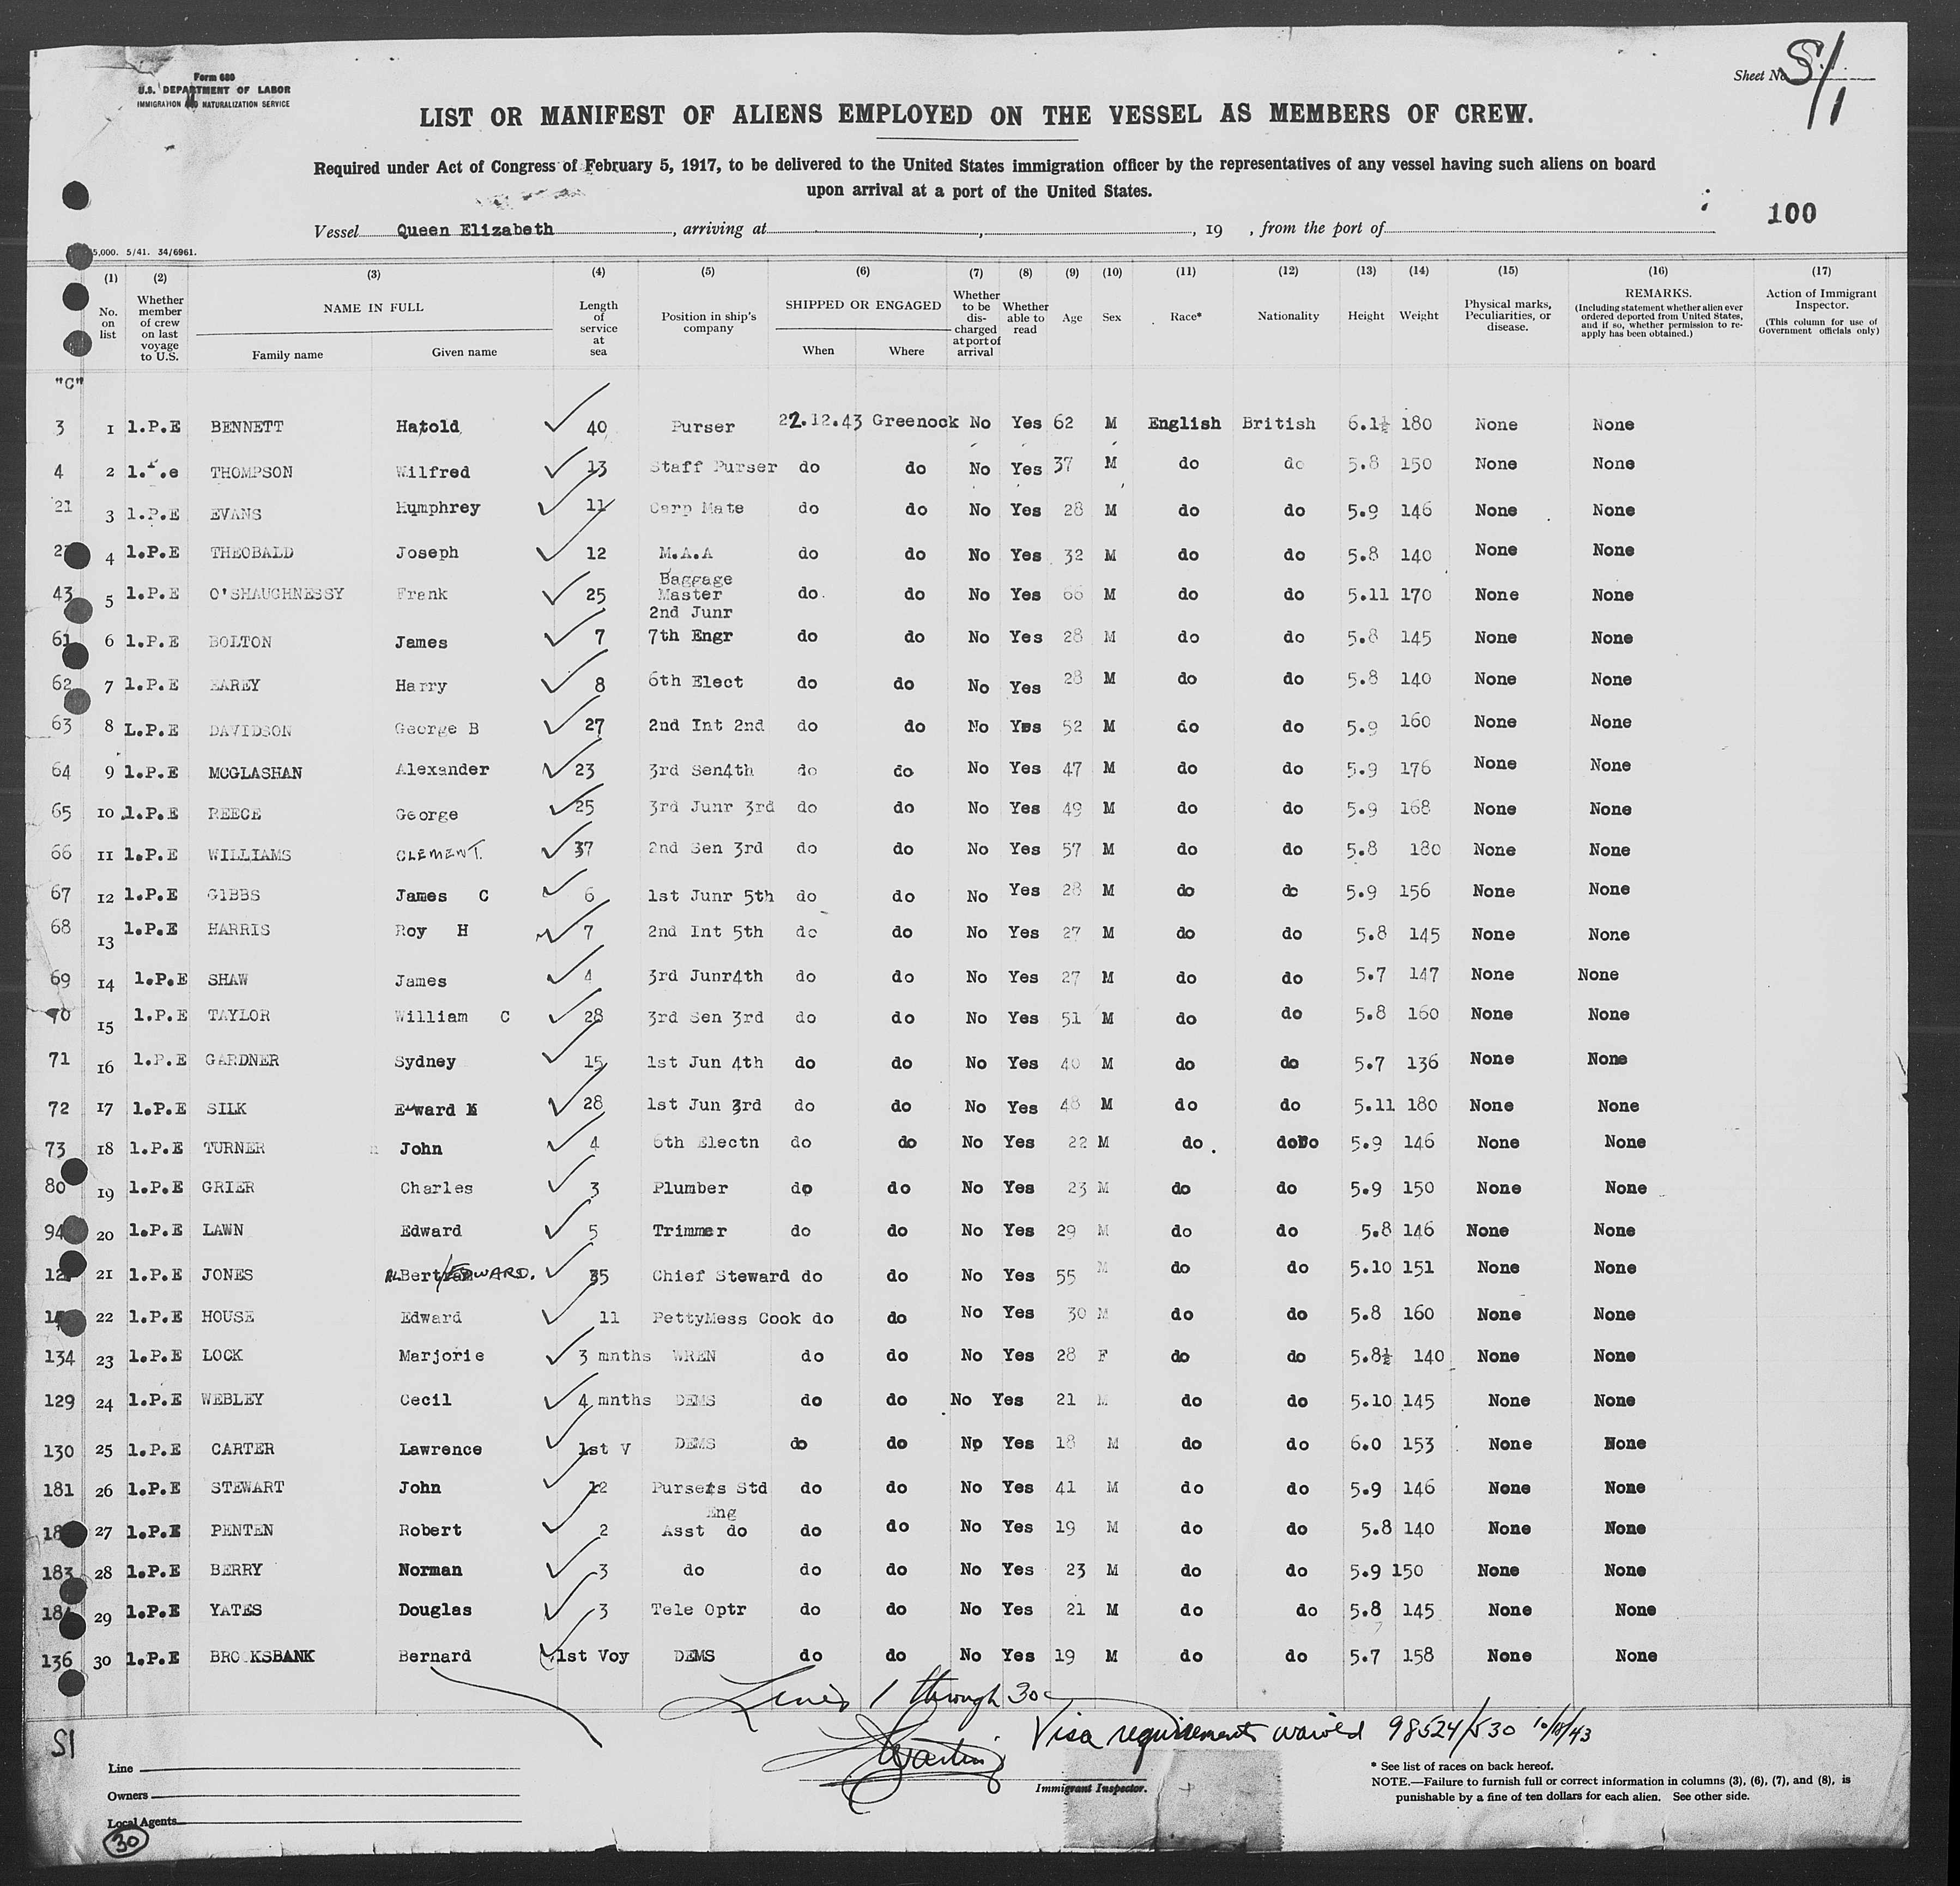 Form 680
U.S. DEPARTMENT OF LABOR
IMMIGRATION AND NATURALIZATION SERVICE
Sheet No. S/1
LIST OR MANIFEST OF ALIENS EMPLOYED ON THE VESSEL AS MEMBERS OF CREW.
Required under Act of Congress of February 5, 1917, to be delivered to the United States immigration officer by the representatives of any vessel having such aliens on board
upon arrival at a port of the United States.
100
Vessel Queen Elizabeth, arriving at , , 19 , from the port of
5,000. 5/41. 34/6961.
(1) (2) (3) (4) (5) (6) (7) (8) (9) (10) (11) (12) (13) (14) (15) (16) (17)
No. on list Whether member of crew on last voyage to U.S. NAME IN FULL Family name Given name Length of service at sea Position in ship's company SHIPPED OR ENGAGED When Where Whether to be discharged at port of arrival Whether able to read Age Sex Race* Nationality Height Weight Physical marks, Peculiarities, or disease. REMARKS. (Including statement whether alien ever ordered deported from United States, and if so, whether permission to re-apply has been obtained.) Action of Immigrant Inspector. (This column for use of Government officials only)
"C"
3 1 1.P.E BENNETT Harold 40 Purser 22.12.43 Greenock No Yes 62 M English British 6.1½ 180 None None
4 2 1.P.e THOMPSON Wilfred 13 Staff Purser do do No Yes 37 M do do 5.8 150 None None
21 3 1.P.E EVANS Humphrey 11 Carp Mate do do No Yes 28 M do do 5.9 146 None None
4 1.P.E THEOBALD Joseph 12 M.A.A do do No Yes 32 M do do 5.8 140 None None
43 5 1.P.E O'SHAUGHNESSY Frank 25 Baggage Master do. do No Yes 66 M do do 5.11 170 None None
61 6 1.P.E BOLTON James 7 2nd Junr 7th Engr do do No Yes 28 M do do 5.8 145 None None
62 7 1.P.E EAREY Harry 8 6th Elect do do No Yes 28 M do do 5.8 140 None None
63 8 L.P.E DAVIDSON George B 27 2nd Int 2nd do do No Yes 52 M do do 5.9 160 None None
64 9 1.P.E MCGLASHAN Alexander 23 3rd Sen4th do do No Yes 47 M do do 5.9 176 None None
65 10 1.P.E REECE George 25 3rd Junr 3rd do do No Yes 49 M do do 5.9 168 None None
66 11 1.P.E WILLIAMS CLEMENT. 37 2nd Sen 3rd do do No Yes 57 M do do 5.8 180 None None
67 12 1.P.E GIBBS James C 6 1st Junr 5th do do No Yes 28 M do do 5.9 156 None None
68 13 1.P.E HARRIS Roy H 7 2nd Int 5th do do No Yes 27 M do do 5.8 145 None None
69 14 1.P.E SHAW James 4 3rd Junr4th do do No Yes 27 M do do 5.7 147 None None
70 15 1.P.E TAYLOR William C 28 3rd Sen 3rd do do No Yes 51 M do do 5.8 160 None None
71 16 1.P.E GARDNER Sydney 15 1st Jun 4th do do No Yes 40 M do do 5.7 136 None None
72 17 1.P.E SILK Edward M 28 1st Jun 3rd do do No Yes 48 M do do 5.11 180 None None
73 18 1.P.E TURNER John 4 6th Electn do do No Yes 22 M do . do 5.9 146 None None
80 19 1.P.E GRIER Charles 3 Plumber do do No Yes 23 M do do 5.9 150 None None
94 20 1.P.E LAWN Edward 5 Trimmer do do No Yes 29 M do do 5.8 146 None None
21 1.P.E JONES ALBert/EDWARD. 35 Chief Steward do do No Yes 55 M do do 5.10 151 None None
22 1.P.E HOUSE Edward 11 PettyMess Cook do do No Yes 30 M do do 5.8 160 None None
134 23 1.P.E LOCK Marjorie 3 mnths WREN do do No Yes 28 F do do 5.8½ 140 None None
129 24 1.P.E WEBLEY Cecil 4 mnths DEMS do do No Yes 21 M do do 5.10 145 None None
130 25 1.P.E CARTER Lawrence 1st V DEMS do do No Yes 18 M do do 6.0 153 None None
181 26 1.P.E STEWART John 12 Pursers Std do do No Yes 41 M do do 5.9 146 None None
27 1.P.E PENTEN Robert 2 Eng Asst do do do No Yes 19 M do do 5.8 140 None None
183 28 1.P.E BERRY Norman 3 do do do No Yes 23 M do do 5.9 150 None None
29 1.P.E YATES Douglas 3 Tele Optr do do No Yes 21 M do do 5.8 145 None None
136 30 1.P.E BROOKSBANK Bernard 1st Voy DEMS do do No Yes 19 M do do 5.7 158 None None
Lines 1 through 30
S1
Visa requirements waived 98524/530 10/18/43
Immigrant Inspector.
Line
Owners
Local Agents
30
* See list of races on back hereof.
NOTE.—Failure to furnish full or correct information in columns (3), (6), (7), and (8), is
punishable by a fine of ten dollars for each alien. See other side.